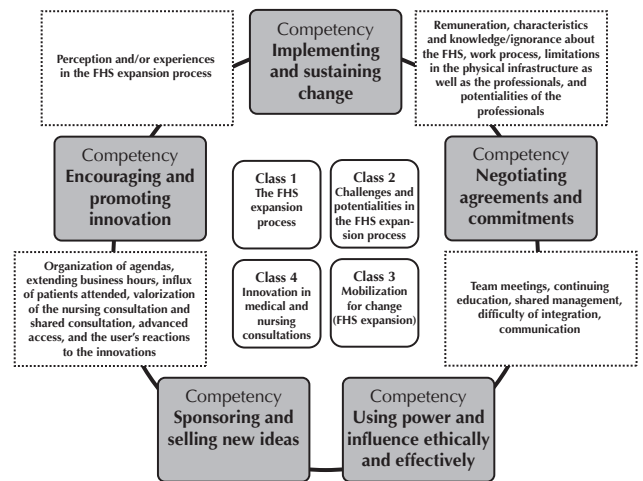 Competency
Implementing
and sustaining
change
Perception and/or experiences
in the FHS expansion process
Remuneration, characteristics
and knowledge/ignorance about
the FHS, work process, limitations
in the physical infrastructure as
well as the professionals, and
potentialities of the
professionals
Competency
Encouraging and
promoting
innovation
Class 1
The FHS
expansion
process
Class 2
Challenges and
potentialities in
the FHS expan-
sion process
Competency
Negotiating
agreements and
commitments
Organization of agendas,
extending business hours, influx
of patients attended, valorization
of the nursing consultation and
shared consultation, advanced
access, and the user's reactions
to the innovations
Class 4
Innovation in
medical and
nursing
consultations
Class 3
Mobilization
for change
(FHS expansion)
Team meetings, continuing
education, shared management,
difficulty of integration,
communication
Competency
Sponsoring and
selling new ideas
Competency
Using power and
influence ethically
and effectively